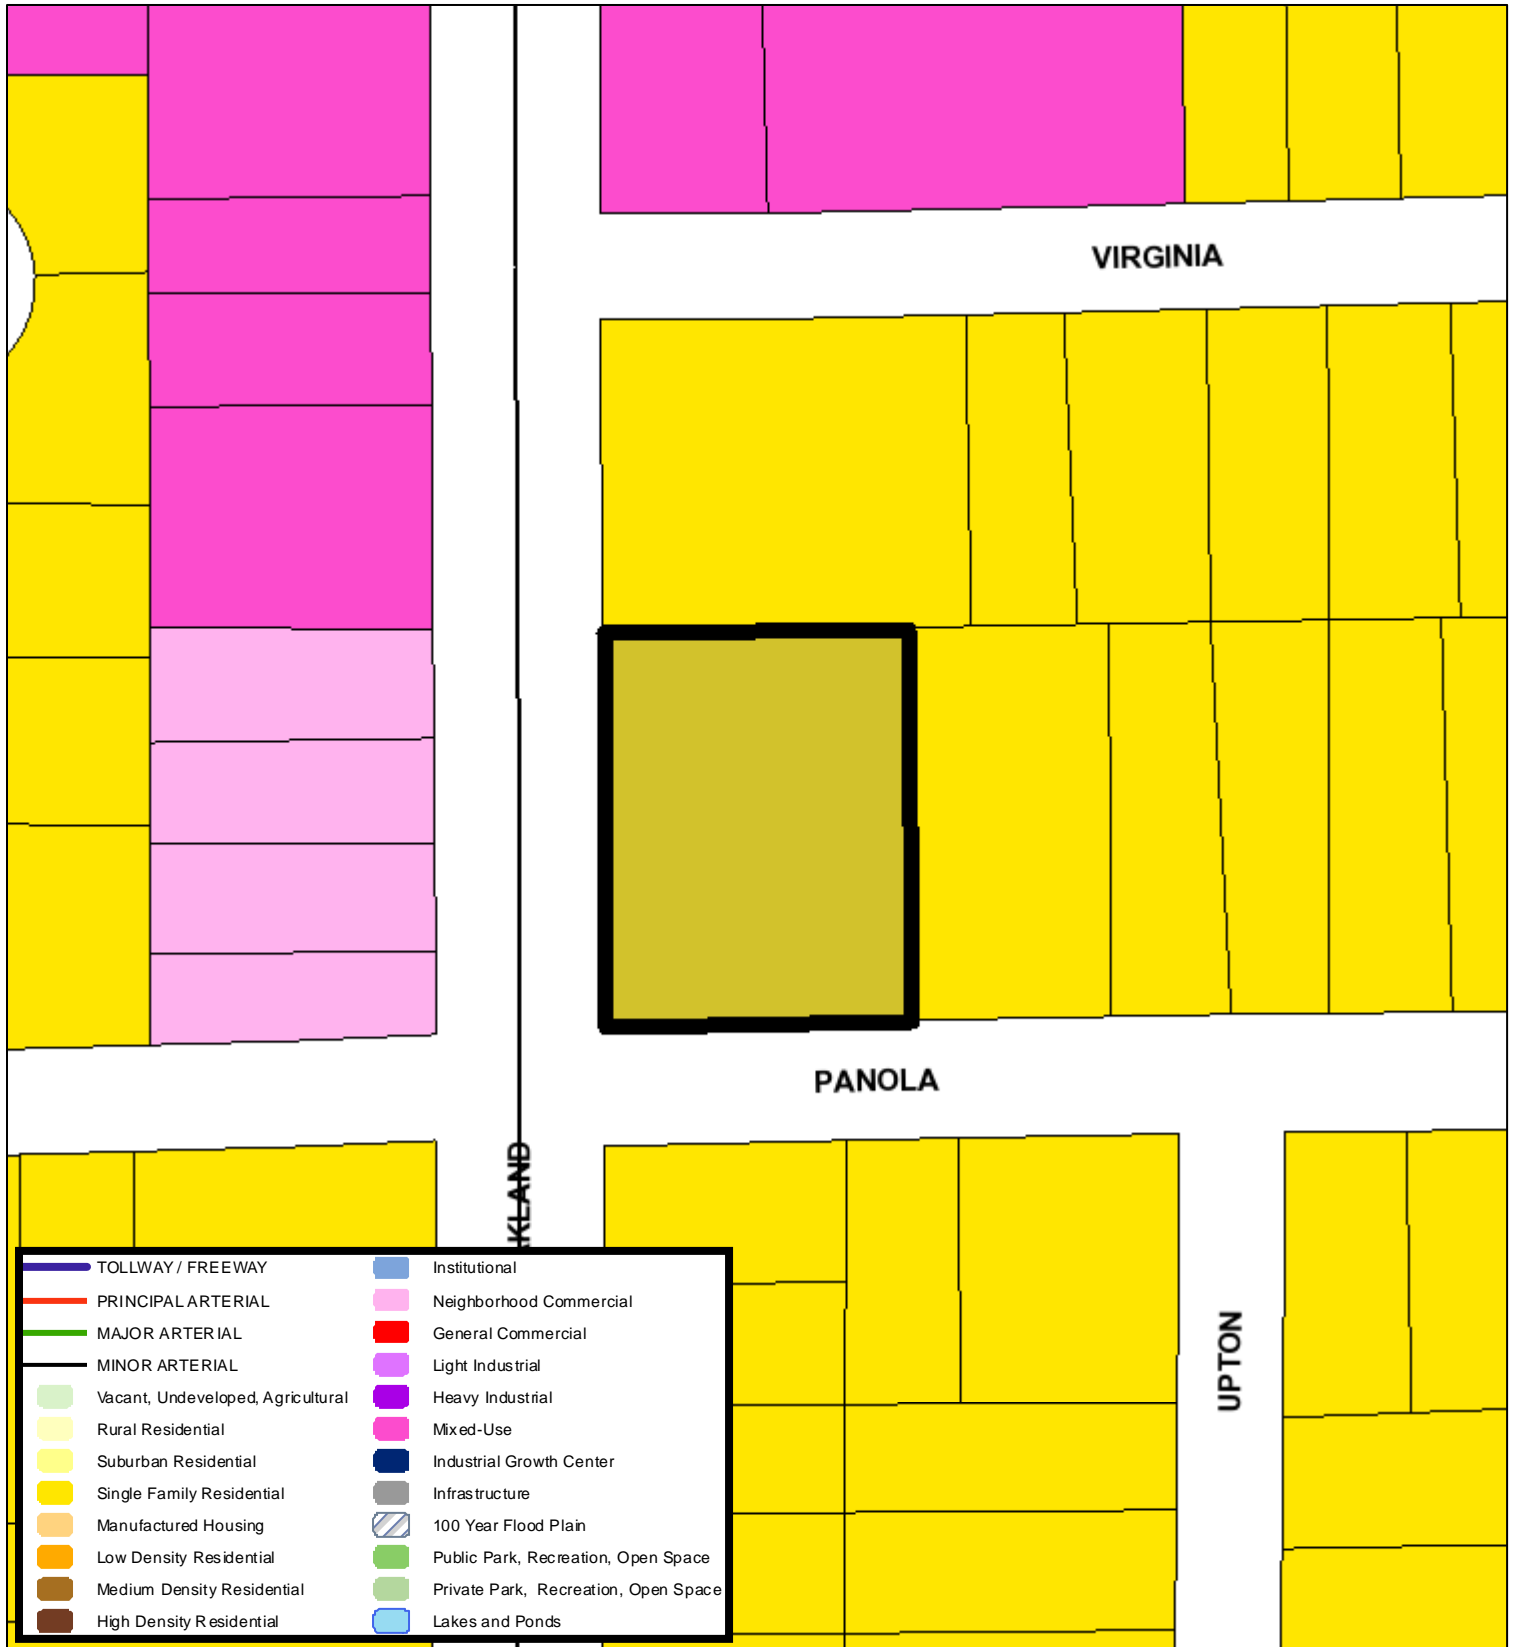 VIRGINIA
PANOLA
KLAND
UPTON
TOLLWAY / FREEWAY
PRINCIPAL ARTERIAL
MAJOR ARTERIAL
MINOR ARTERIAL
Vacant, Undeveloped, Agricultural
Rural Residential
Suburban Residential
Single Family Residential
Manufactured Housing
Low Density Residential
Medium Density Residential
High Density Residential
Institutional
Neighborhood Commercial
General Commercial
Light Industrial
Heavy Industrial
Mixed-Use
Industrial Growth Center
Infrastructure
100 Year Flood Plain
Public Park, Recreation, Open Space
Private Park, Recreation, Open Space
Lakes and Ponds